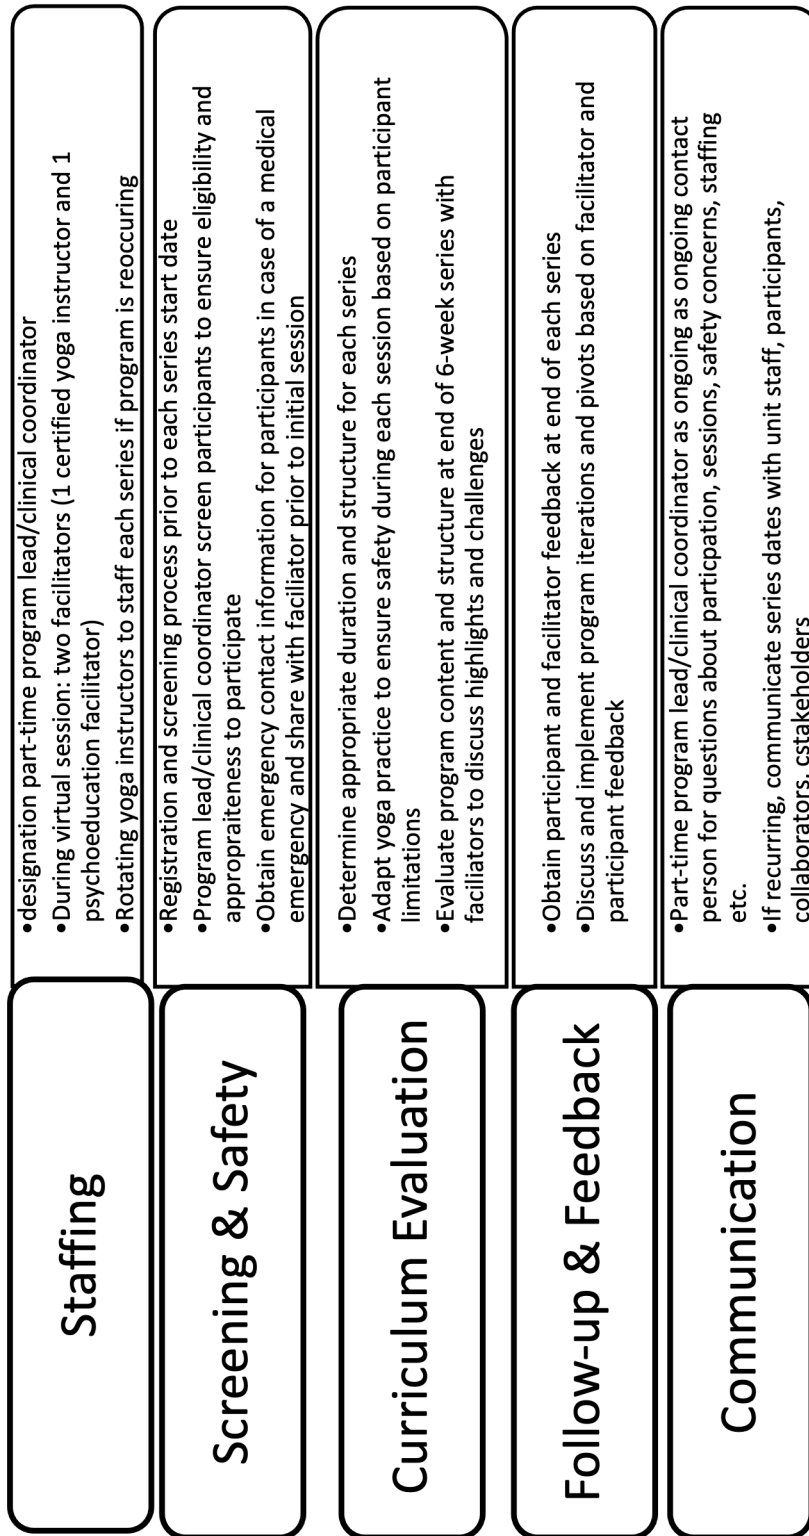 Staffing
•designation part-time program lead/clinical coordinator
•During virtual session: two facilitators (1 certified yoga instructor and 1
psychoeducation facilitator)
•Rotating yoga instructors to staff each series if program is reoccuring
Screening & Safety
•Registration and screening process prior to each series start date
•Program lead/clinical coordinator screen participants to ensure eligibility and
appropraiteness to participate
•Obtain emergency contact information for participants in case of a medical
emergency and share with faciliator prior to initial session
Curriculum Evaluation
•Determine appropriate duration and structure for each series
•Adapt yoga practice to ensure safety during each session based on participant
limitations
•Evaluate program content and structure at end of 6-week series with
faciliators to discuss highlights and challenges
Follow-up & Feedback
•Obtain participant and facilitator feedback at end of each series
•Discuss and implement program iterations and pivots based on facilitator and
participant feedback
Communication
•Part-time program lead/clinical coordinator as ongoing as ongoing contact
person for questions about particpation, sessions, safety concerns, staffing
etc.
•If recurring, communicate series dates with unit staff, participants,
collaborators, cstakeholders